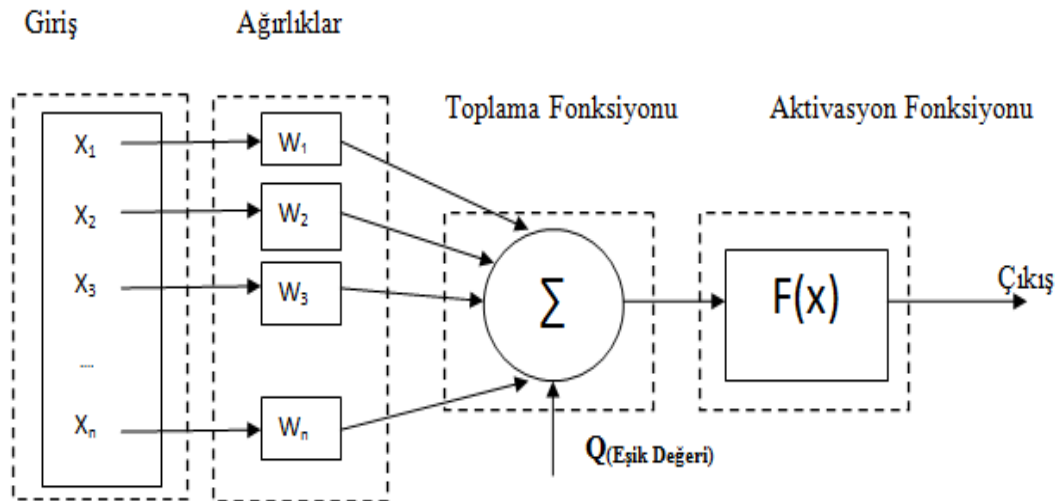 Giriş
Ağırlıklar
Toplama Fonksiyonu
Aktivasyon Fonksiyonu
X₁
W₁
X₂
W₂
X₃
W₃
....
Xₙ
Wₙ
∑
F(x)
Çıkış
Q(Eşik Değeri)